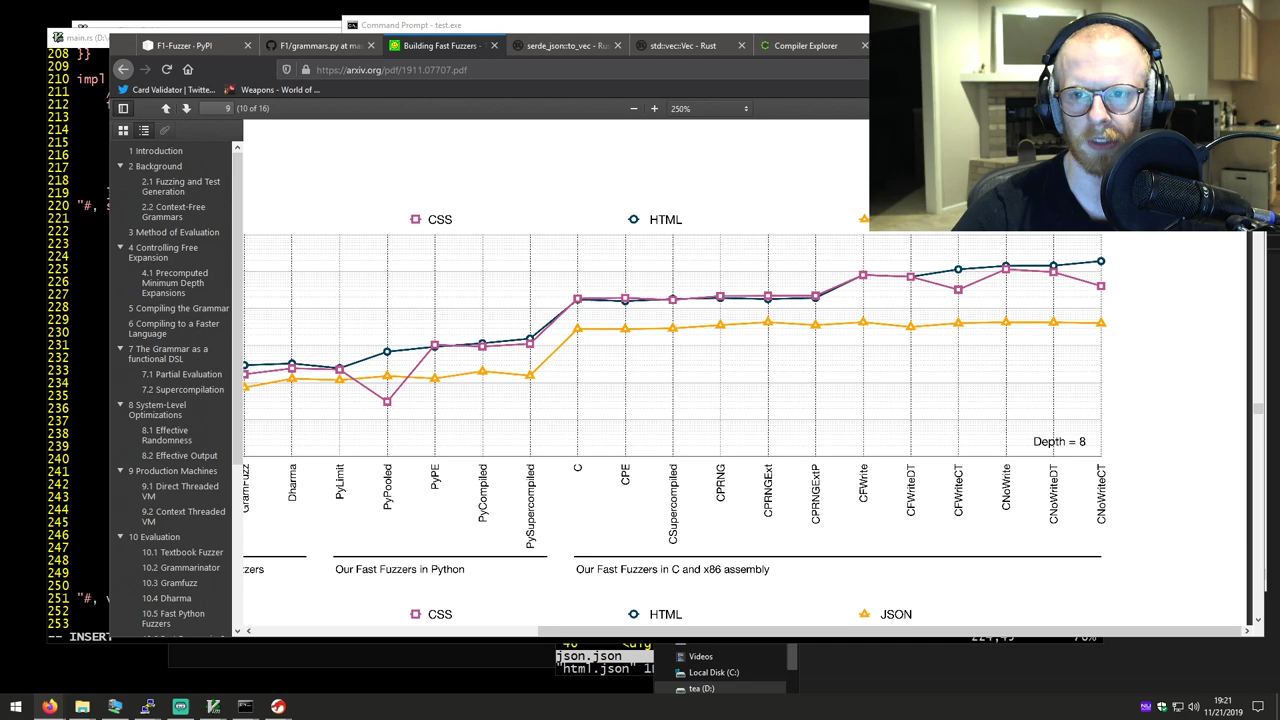 Command Prompt - test.exe
main.rs
F1-Fuzzer · PyPI
F1/grammars.py at ma
Building Fast Fuzzers -
serde_json::to_vec - Rus
std::vec::Vec - Rust
Compiler Explorer
https://arxiv.org/pdf/1911.07707.pdf
Card Validator | Twitte...
Weapons - World of ...
9 (10 of 16)
250%
208 }}
209
210 impl
211
212
213
214
215
216
217
218
219
220 "#,
221
222
223
224
225
226
227
228
229
230
231
232
233
234
235
236
237
238
239
240
241
242
243
244
245
246
247
248
249
250
251 "#,
252
253
-- INSERT
1 Introduction
2 Background
2.1 Fuzzing and Test Generation
2.2 Context-Free Grammars
3 Method of Evaluation
4 Controlling Free Expansion
4.1 Precomputed Minimum Depth Expansions
5 Compiling the Grammar
6 Compiling to a Faster Language
7 The Grammar as a functional DSL
7.1 Partial Evaluation
7.2 Supercompilation
8 System-Level Optimizations
8.1 Effective Randomness
8.2 Effective Output
9 Production Machines
9.1 Direct Threaded VM
9.2 Context Threaded VM
10 Evaluation
10.1 Textbook Fuzzer
10.2 Grammarinator
10.3 Gramfuzz
10.4 Dharma
10.5 Fast Python Fuzzers
CSS
HTML
Depth = 8
GramFuzz
Dharma
PyLimit
PyPooled
PyPE
PyCompiled
PySupercompiled
C
CPE
CSupercompiled
CPRNG
CPRNGExt
CPRNGExtP
CFWrite
CFWriteDT
CFWriteCT
CNoWrite
CNoWriteDT
CNoWriteCT
zzers
Our Fast Fuzzers in Python
Our Fast Fuzzers in C and x86 assembly
CSS
HTML
JSON
json.json
"html.json"
Videos
Local Disk (C:)
tea (D:)
19:21
11/21/2019